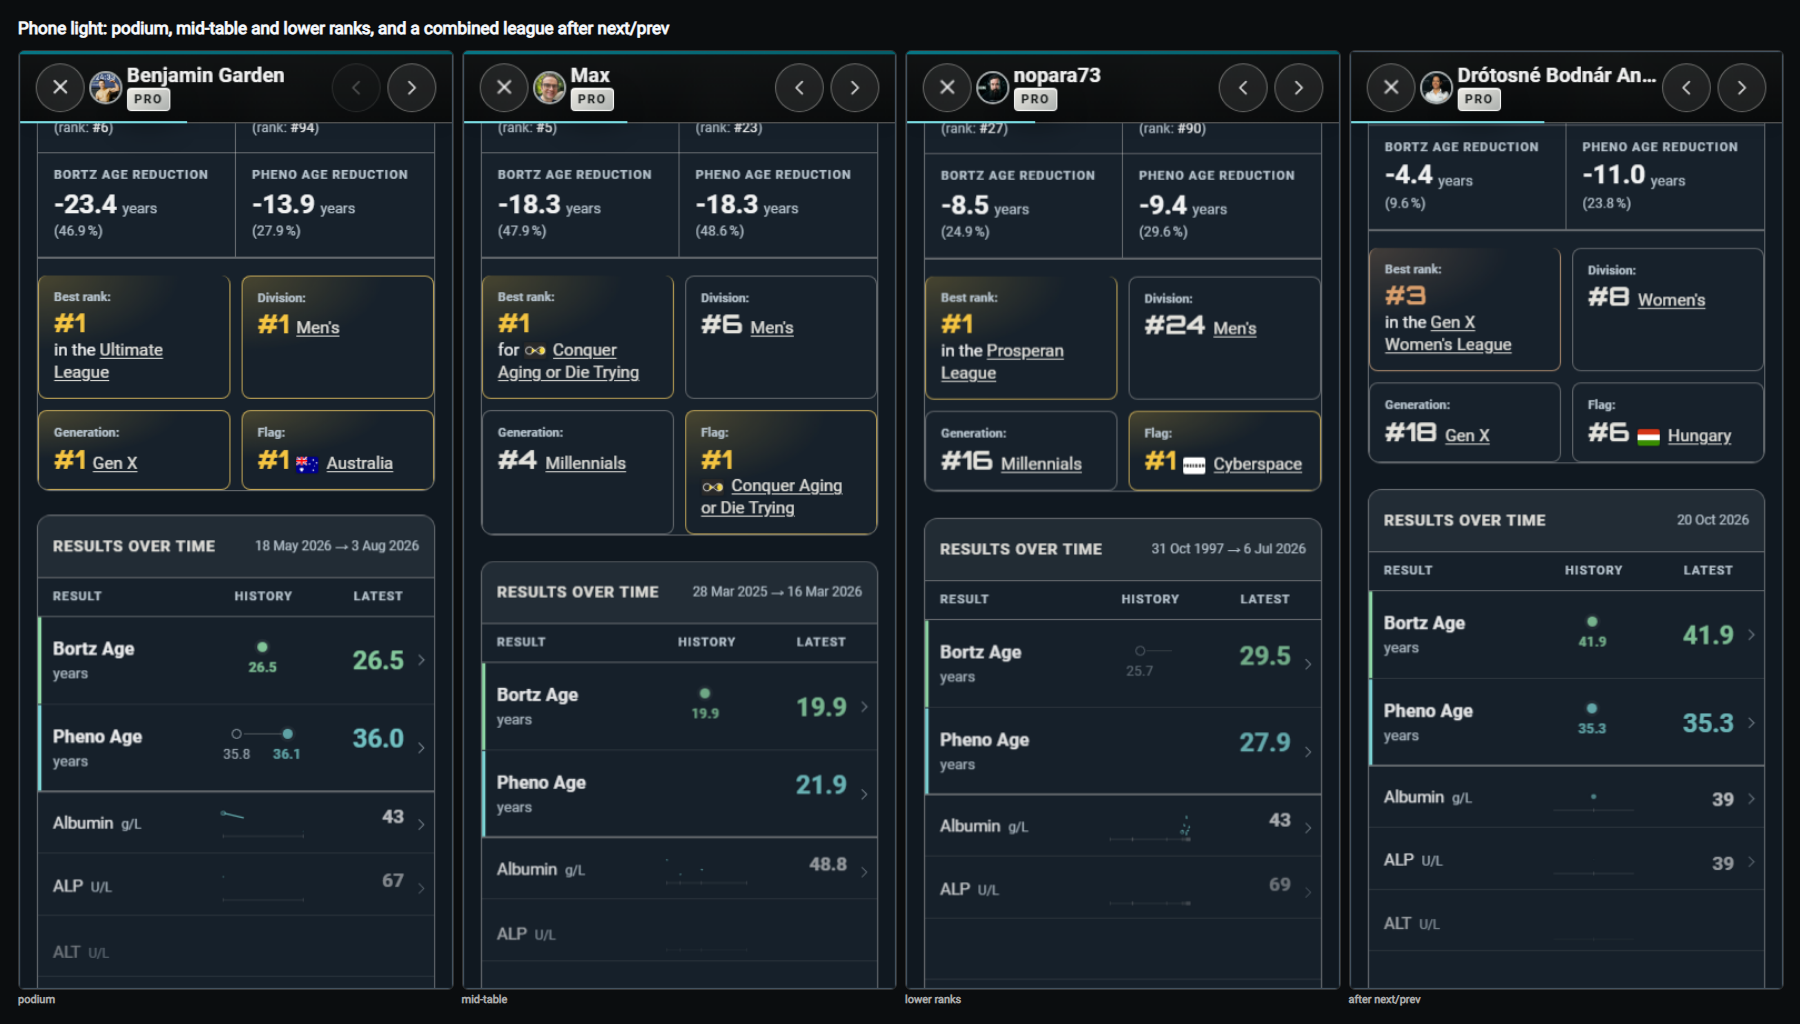 Phone light: podium, mid-table and lower ranks, and a combined league after next/prev
Benjamin Garden
PRO
(rank: #6) (rank: #94)
BORTZ AGE REDUCTION PHENO AGE REDUCTION
-23.4 years -13.9 years
(46.9%) (27.9%)
Best rank: Division:
#1 #1 Men's
in the Ultimate
League
Generation: Flag:
#1 Gen X #1 Australia
RESULTS OVER TIME 18 May 2026 → 3 Aug 2026
RESULT HISTORY LATEST
Bortz Age 26.5
years 26.5
Pheno Age 36.0
years 35.8 36.1
Albumin g/L 43
ALP U/L 67
ALT U/L
podium
Max
PRO
(rank: #5) (rank: #23)
BORTZ AGE REDUCTION PHENO AGE REDUCTION
-18.3 years -18.3 years
(47.9%) (48.6%)
Best rank: Division:
#1 #6 Men's
for Conquer
Aging or Die Trying
Generation: Flag:
#4 Millennials #1
Conquer Aging
or Die Trying
RESULTS OVER TIME 28 Mar 2025 → 16 Mar 2026
RESULT HISTORY LATEST
Bortz Age 19.9
years 19.9
Pheno Age 21.9
years
Albumin g/L 48.8
ALP U/L
mid-table
nopara73
PRO
(rank: #27) (rank: #90)
BORTZ AGE REDUCTION PHENO AGE REDUCTION
-8.5 years -9.4 years
(24.9%) (29.6%)
Best rank: Division:
#1 #24 Men's
in the Prosperan
League
Generation: Flag:
#16 Millennials #1 Cyberspace
RESULTS OVER TIME 31 Oct 1997 → 6 Jul 2026
RESULT HISTORY LATEST
Bortz Age 29.5
years 25.7
Pheno Age 27.9
years
Albumin g/L 43
ALP U/L 69
lower ranks
Drótosné Bodnár An...
PRO
BORTZ AGE REDUCTION PHENO AGE REDUCTION
-4.4 years -11.0 years
(9.6%) (23.8%)
Best rank: Division:
#3 #8 Women's
in the Gen X
Women's League
Generation: Flag:
#18 Gen X #6 Hungary
RESULTS OVER TIME 20 Oct 2026
RESULT HISTORY LATEST
Bortz Age 41.9
years 41.9
Pheno Age 35.3
years 35.3
Albumin g/L 39
ALP U/L 39
ALT U/L
after next/prev